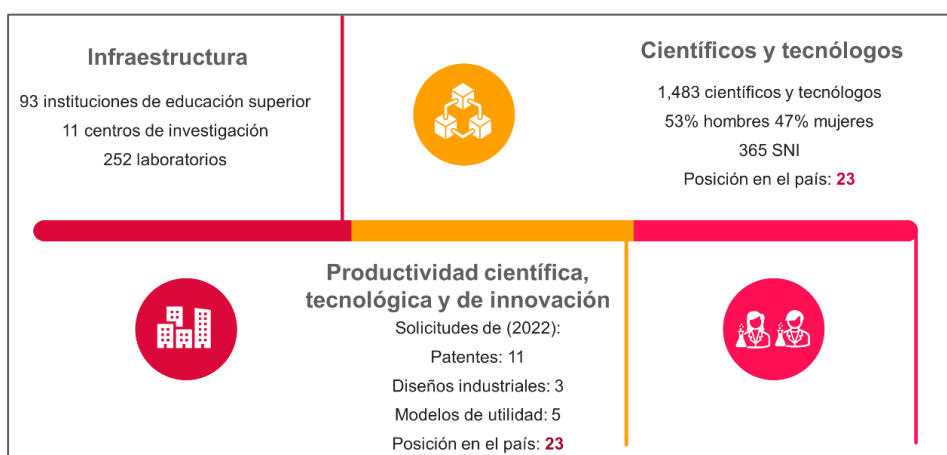 Infraestructura
93 instituciones de educación superior
11 centros de investigación
252 laboratorios
Científicos y tecnólogos
1,483 científicos y tecnólogos
53% hombres 47% mujeres
365 SNI
Posición en el país: 23
Productividad científica,
tecnológica y de innovación
Solicitudes de (2022):
Patentes: 11
Diseños industriales: 3
Modelos de utilidad: 5
Posición en el país: 23